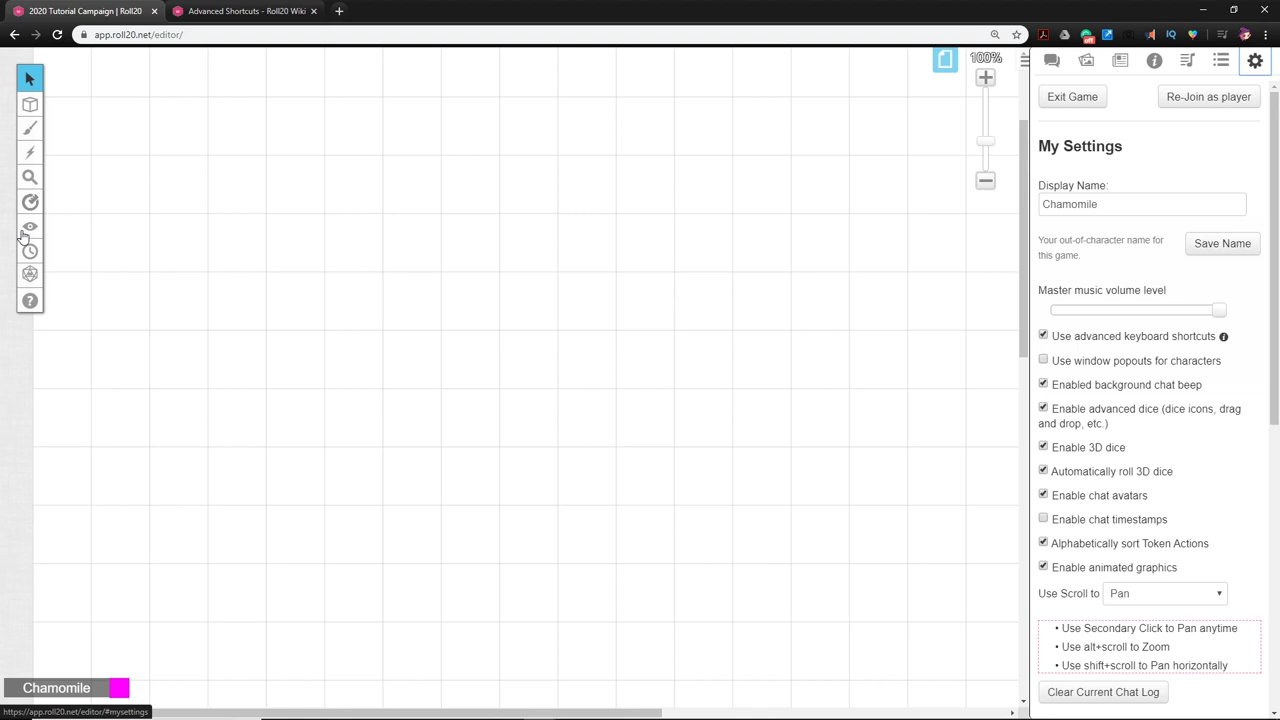 2020 Tutorial Campaign | Roll20
Advanced Shortcuts - Roll20 Wiki
app.roll20.net/editor/
100%
Exit Game
Re-Join as player
My Settings
Display Name:
Chamomile
Your out-of-character name for
this game.
Save Name
Master music volume level
Use advanced keyboard shortcuts
Use window popouts for characters
Enabled background chat beep
Enable advanced dice (dice icons, drag
and drop, etc.)
Enable 3D dice
Automatically roll 3D dice
Enable chat avatars
Enable chat timestamps
Alphabetically sort Token Actions
Enable animated graphics
Use Scroll to Pan
• Use Secondary Click to Pan anytime
• Use alt+scroll to Zoom
• Use shift+scroll to Pan horizontally
Clear Current Chat Log
Chamomile
https://app.roll20.net/editor/#mysettings